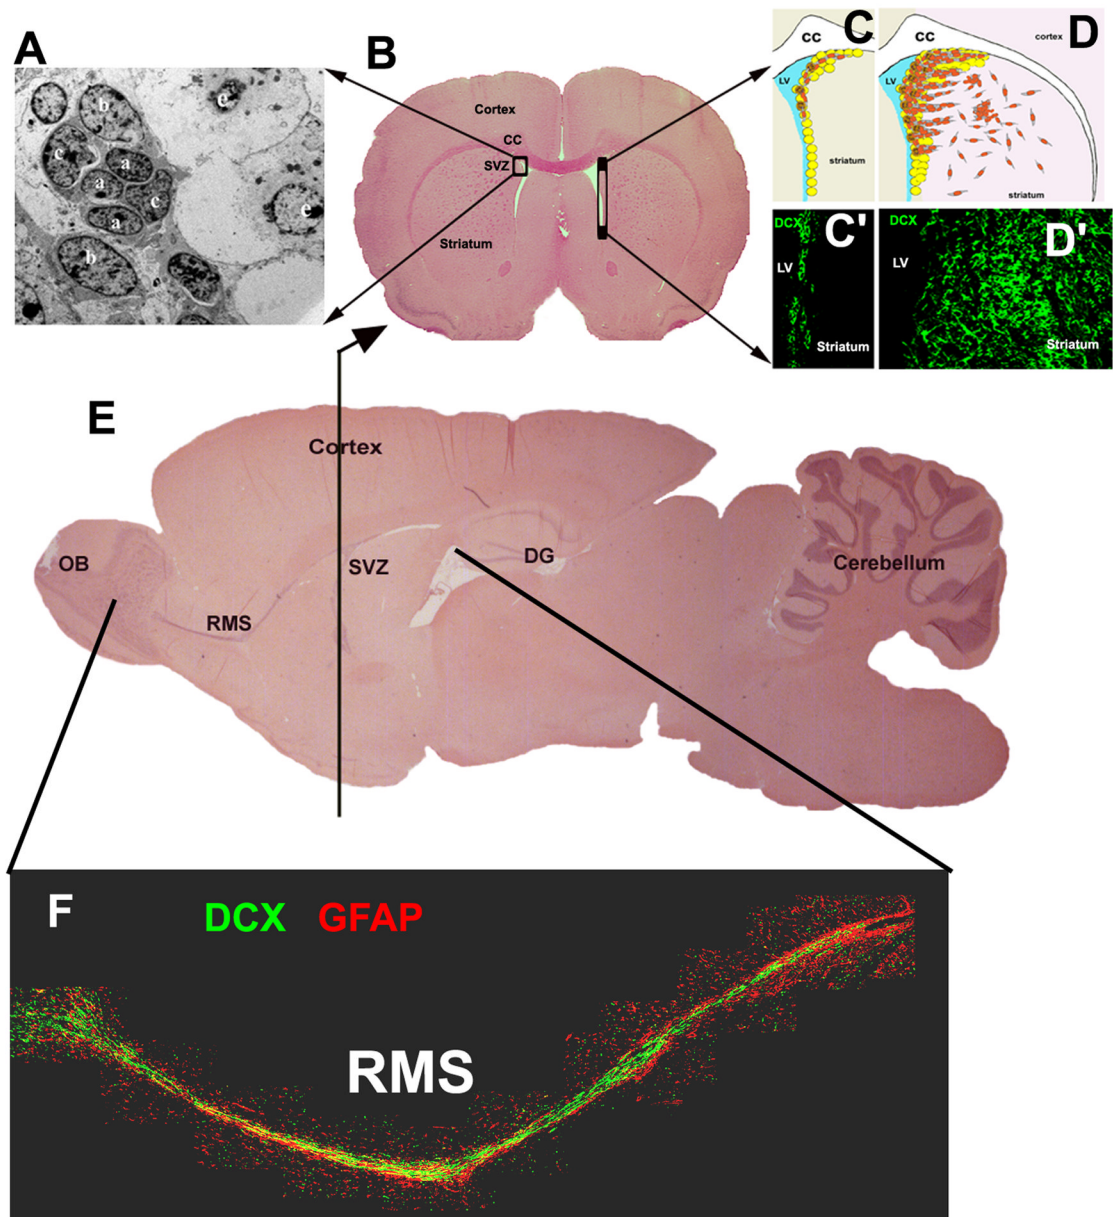 A
b
e
c
a
a
c
e
a
b
B
Cortex
CC
SVZ
Striatum
C
CC
LV
striatum
D
CC
cortex
LV
striatum
DCX
C'
LV
Striatum
DCX
D'
LV
Striatum
E
Cortex
OB
SVZ
DG
Cerebellum
RMS
F
DCX GFAP
RMS